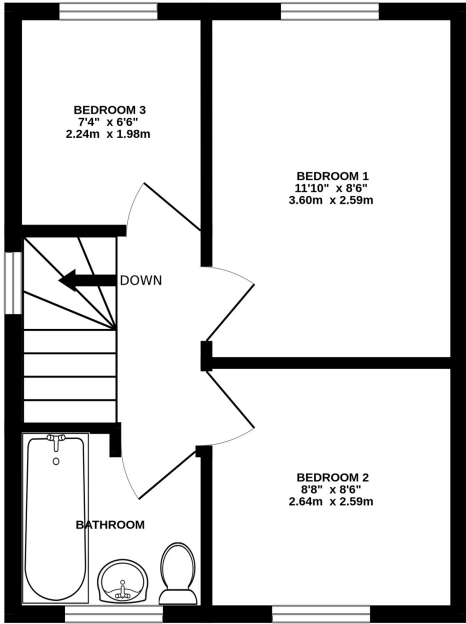 BEDROOM 3
7'4" x 6'6"
2.24m x 1.98m
BEDROOM 1
11'10" x 8'6"
3.60m x 2.59m
DOWN
BEDROOM 2
8'8" x 8'6"
2.64m x 2.59m
BATHROOM